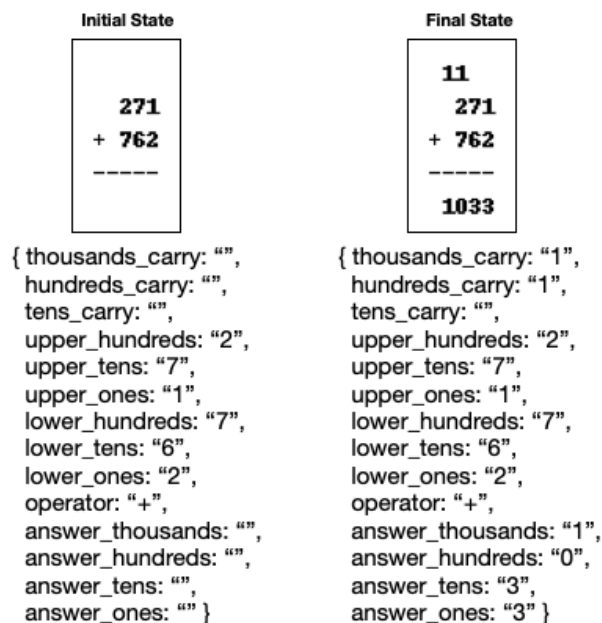 Initial State
271
+ 762
-----
{ thousands_carry: “”,
hundreds_carry: “”,
tens_carry: “”,
upper_hundreds: “2”,
upper_tens: “7”,
upper_ones: “1”,
lower_hundreds: “7”,
lower_tens: “6”,
lower_ones: “2”,
operator: “+”,
answer_thousands: “”,
answer_hundreds: “”,
answer_tens: “”,
answer_ones: “” }
Final State
11
271
+ 762
-----
1033
{ thousands_carry: “1”,
hundreds_carry: “1”,
tens_carry: “”,
upper_hundreds: “2”,
upper_tens: “7”,
upper_ones: “1”,
lower_hundreds: “7”,
lower_tens: “6”,
lower_ones: “2”,
operator: “+”,
answer_thousands: “1”,
answer_hundreds: “0”,
answer_tens: “3”,
answer_ones: “3” }